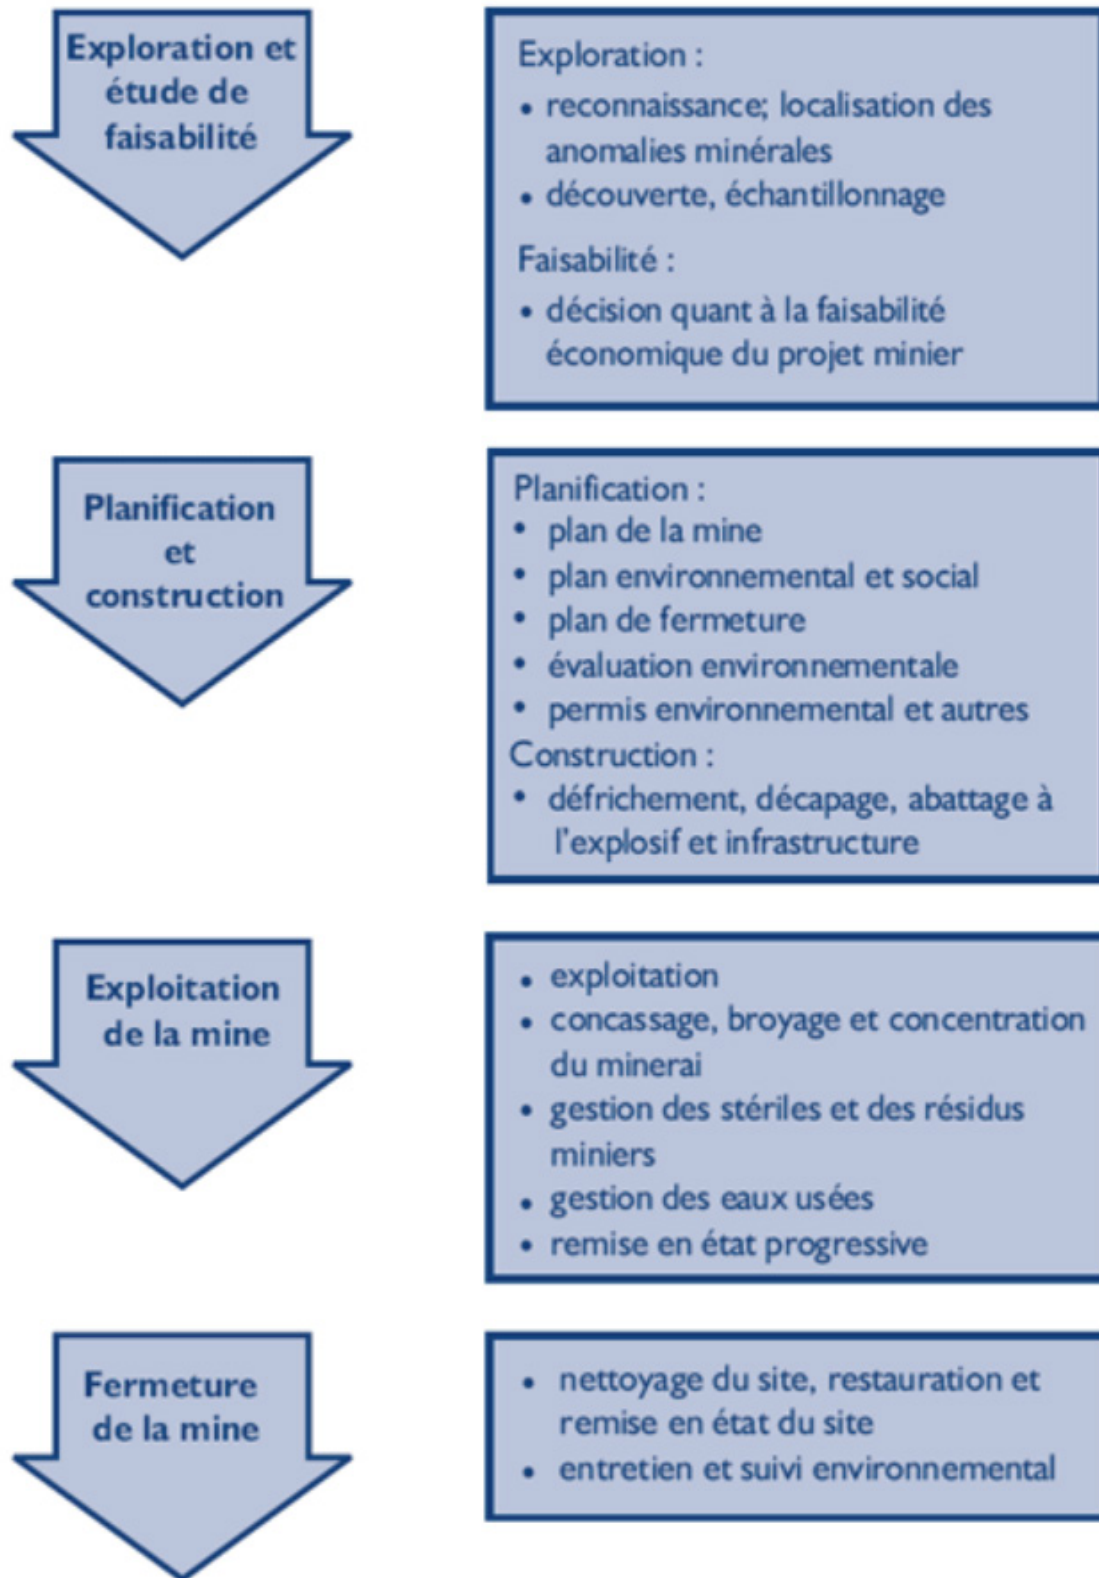 Exploration et
étude de
faisabilité
Exploration :
• reconnaissance; localisation des
anomalies minérales
• découverte, échantillonnage
Faisabilité :
• décision quant à la faisabilité
économique du projet minier
Planification
et
construction
Planification :
• plan de la mine
• plan environnemental et social
• plan de fermeture
• évaluation environnementale
• permis environnemental et autres
Construction :
• défrichement, décapage, abattage à
l'explosif et infrastructure
Exploitation
de la mine
• exploitation
• concassage, broyage et concentration
du minerai
• gestion des stériles et des résidus
miniers
• gestion des eaux usées
• remise en état progressive
Fermeture
de la mine
• nettoyage du site, restauration et
remise en état du site
• entretien et suivi environnemental